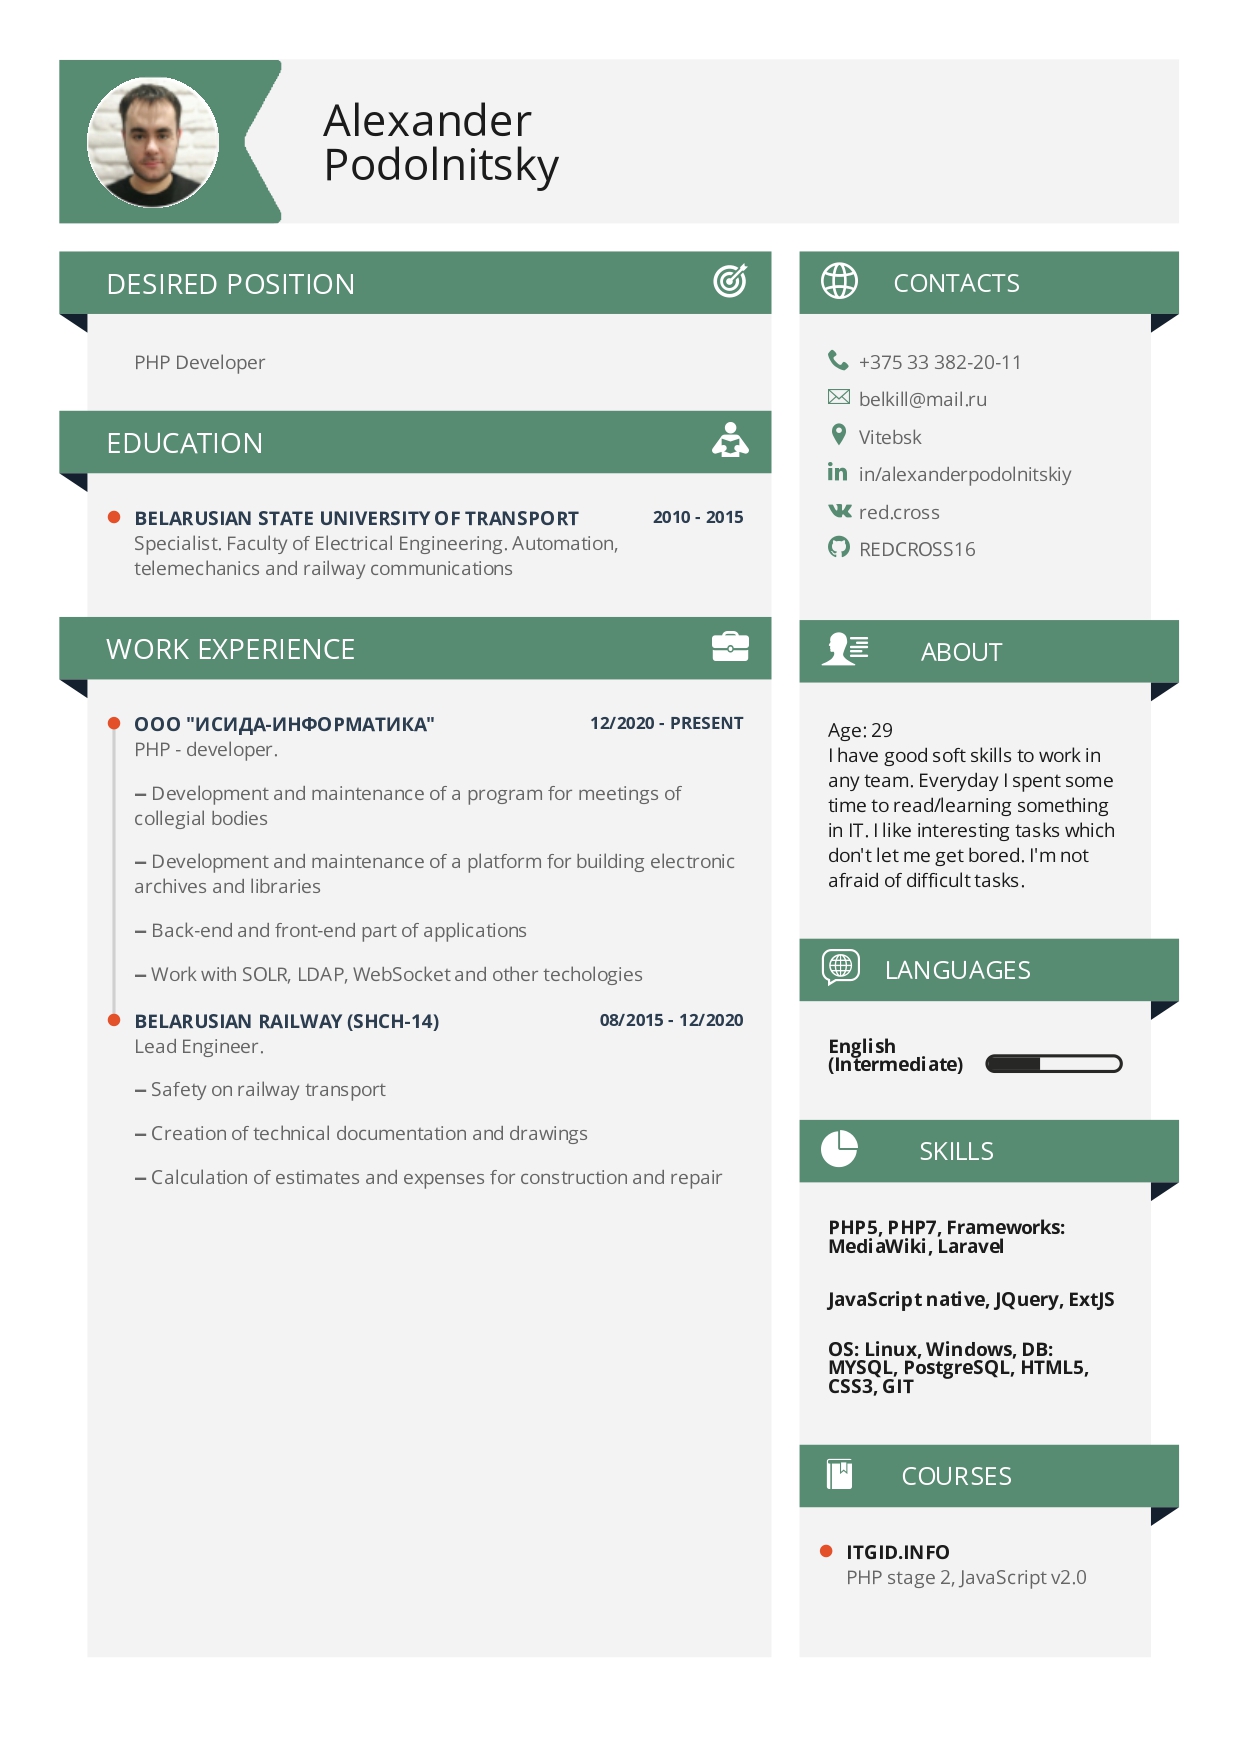 Alexander
Podolnitsky
DESIRED POSITION
PHP Developer
EDUCATION
BELARUSIAN STATE UNIVERSITY OF TRANSPORT 2010 - 2015
Specialist. Faculty of Electrical Engineering. Automation,
telemechanics and railway communications
WORK EXPERIENCE
ООО "ИСИДА-ИНФОРМАТИКА" 12/2020 - PRESENT
PHP - developer.
– Development and maintenance of a program for meetings of
collegial bodies
– Development and maintenance of a platform for building electronic
archives and libraries
– Back-end and front-end part of applications
– Work with SOLR, LDAP, WebSocket and other techologies
BELARUSIAN RAILWAY (SHCH-14) 08/2015 - 12/2020
Lead Engineer.
– Safety on railway transport
– Creation of technical documentation and drawings
– Calculation of estimates and expenses for construction and repair
CONTACTS
+375 33 382-20-11
belkill@mail.ru
Vitebsk
in/alexanderpodolnitskiy
red.cross
REDCROSS16
ABOUT
Age: 29
I have good soft skills to work in
any team. Everyday I spent some
time to read/learning something
in IT. I like interesting tasks which
don't let me get bored. I'm not
afraid of difficult tasks.
LANGUAGES
English
(Intermediate)
SKILLS
PHP5, PHP7, Frameworks:
MediaWiki, Laravel
JavaScript native, JQuery, ExtJS
OS: Linux, Windows, DB:
MYSQL, PostgreSQL, HTML5,
CSS3, GIT
COURSES
ITGID.INFO
PHP stage 2, JavaScript v2.0